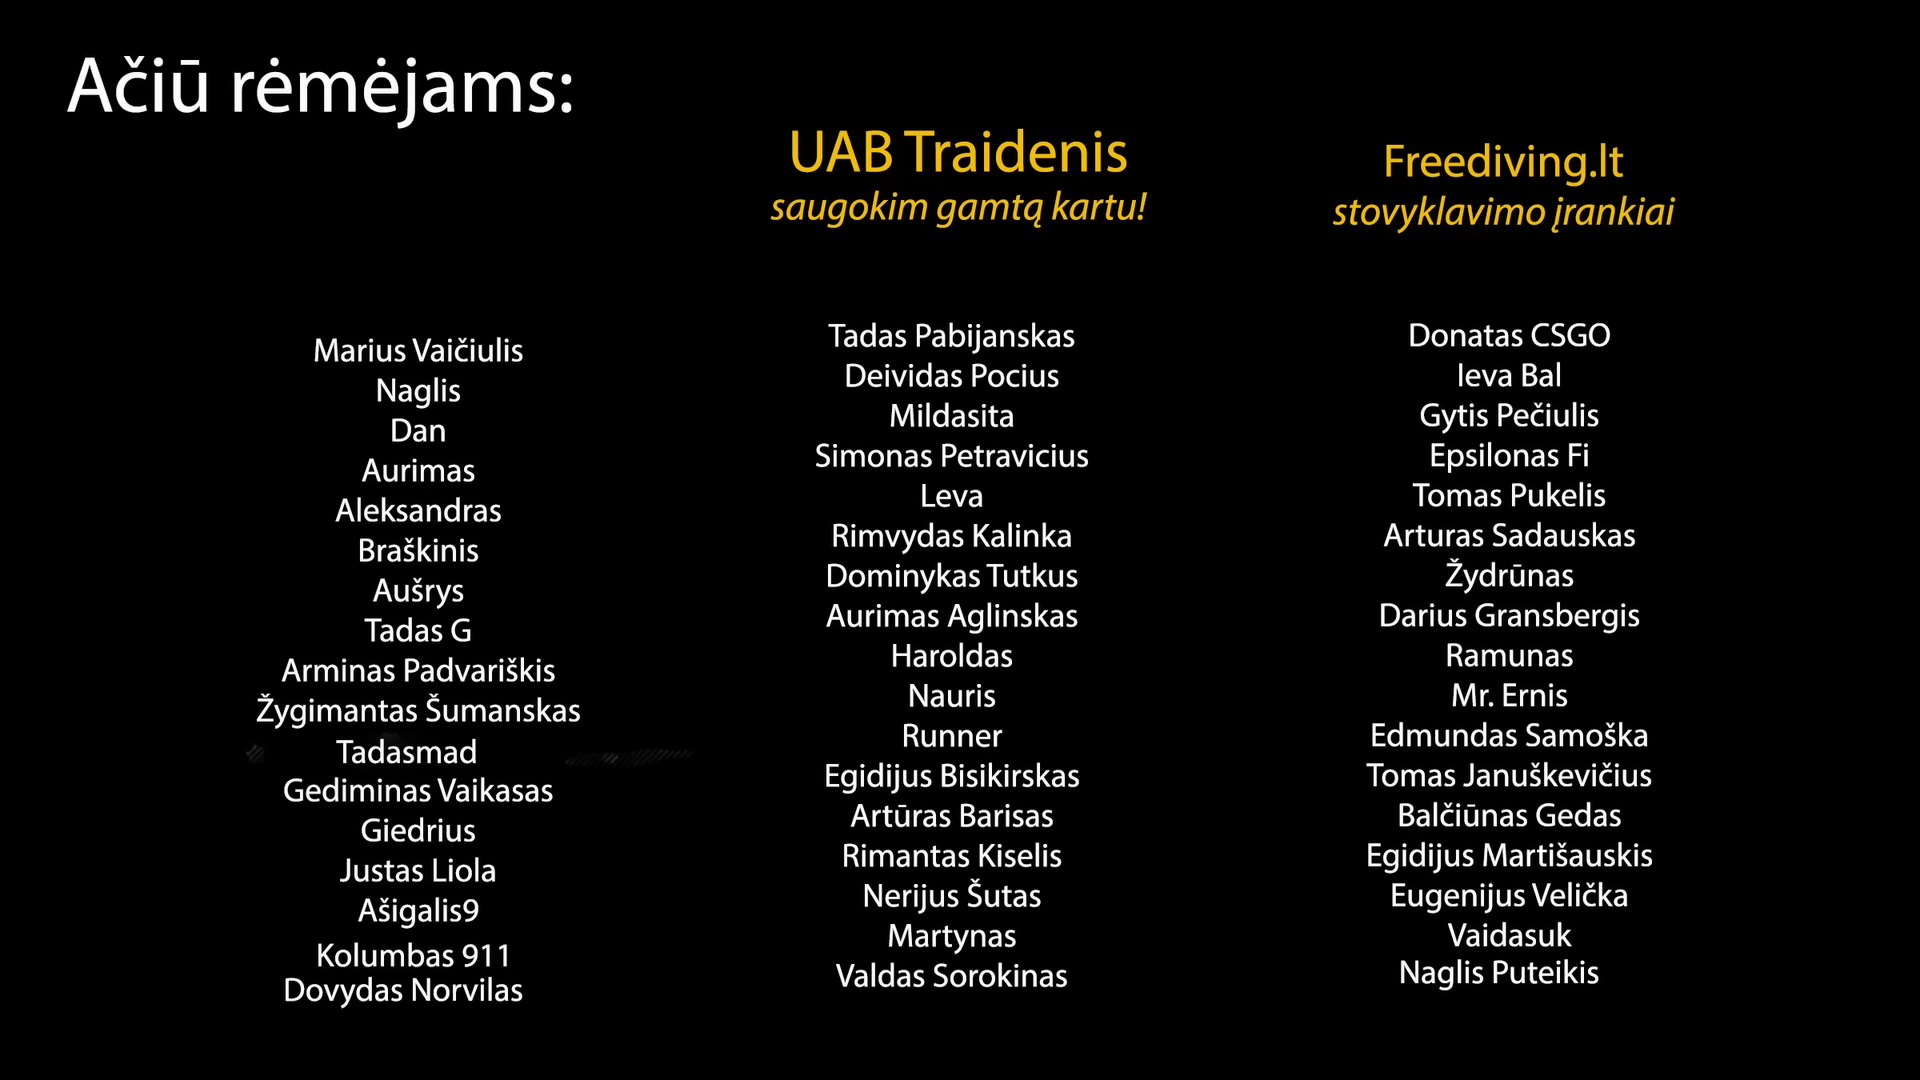 Ačiū rėmėjams:
UAB Traidenis
saugokim gamtą kartu!
Freediving.lt
stovyklavimo įrankiai
Marius Vaičiulis
Naglis
Dan
Aurimas
Aleksandras
Braškinis
Aušrys
Tadas G
Arminas Padvariškis
Žygimantas Šumanskas
Tadasmad
Gediminas Vaikasas
Giedrius
Justas Liola
Ašigalis9
Kolumbas 911
Dovydas Norvilas
Tadas Pabijanskas
Deividas Pocius
Mildasita
Simonas Petravicius
Leva
Rimvydas Kalinka
Dominykas Tutkus
Aurimas Aglinskas
Haroldas
Nauris
Runner
Egidijus Bisikirskas
Artūras Barisas
Rimantas Kiselis
Nerijus Šutas
Martynas
Valdas Sorokinas
Donatas CSGO
Ieva Bal
Gytis Pečiulis
Epsilonas Fi
Tomas Pukelis
Arturas Sadauskas
Žydrūnas
Darius Gransbergis
Ramunas
Mr. Ernis
Edmundas Samoška
Tomas Januškevičius
Balčiūnas Gedas
Egidijus Martišauskis
Eugenijus Velička
Vaidasuk
Naglis Puteikis